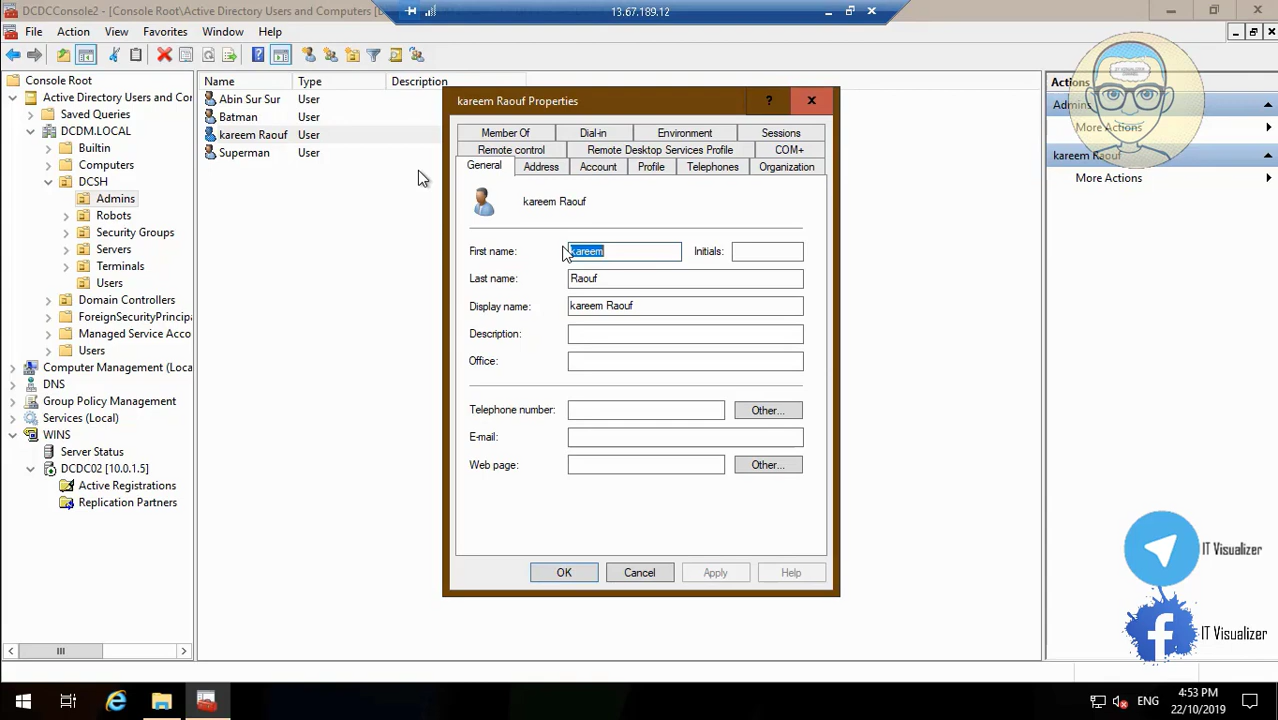 DCDCConsole2 - [Console Root\Active Directory Users and Computers [D
13.67.189.12
File Action View Favorites Window Help
Console Root
Active Directory Users and Cor
Saved Queries
DCDM.LOCAL
Builtin
Computers
DCSH
Admins
Robots
Security Groups
Servers
Terminals
Users
Domain Controllers
ForeignSecurityPrincipa
Managed Service Acco
Users
Computer Management (Loca
DNS
Group Policy Management
Services (Local)
WINS
Server Status
DCDC02 [10.0.1.5]
Active Registrations
Replication Partners
Name Type Description
Abin Sur Sur User
Batman User
kareem Raouf User
Superman User
kareem Raouf Properties
?
Member Of Dial-in Environment Sessions
Remote control Remote Desktop Services Profile COM+
General Address Account Profile Telephones Organization
kareem Raouf
First name: kareem Initials:
Last name: Raouf
Display name: kareem Raouf
Description:
Office:
Telephone number: Other...
E-mail:
Web page: Other...
OK Cancel Apply Help
Actions
Admins
More Actions
kareem Raouf
More Actions
IT Visualizer
IT Visualizer
ENG
4:53 PM
22/10/2019